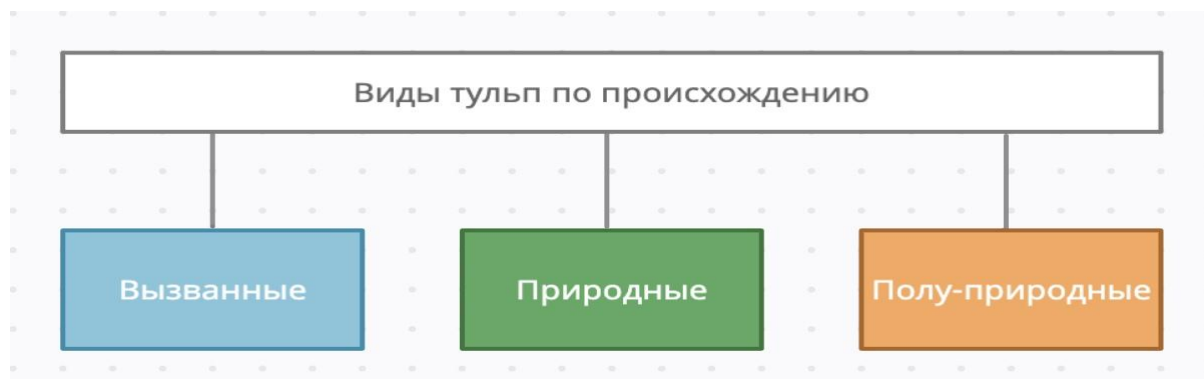 Виды тульп по происхождению
Вызванные
Природные
Полу-природные